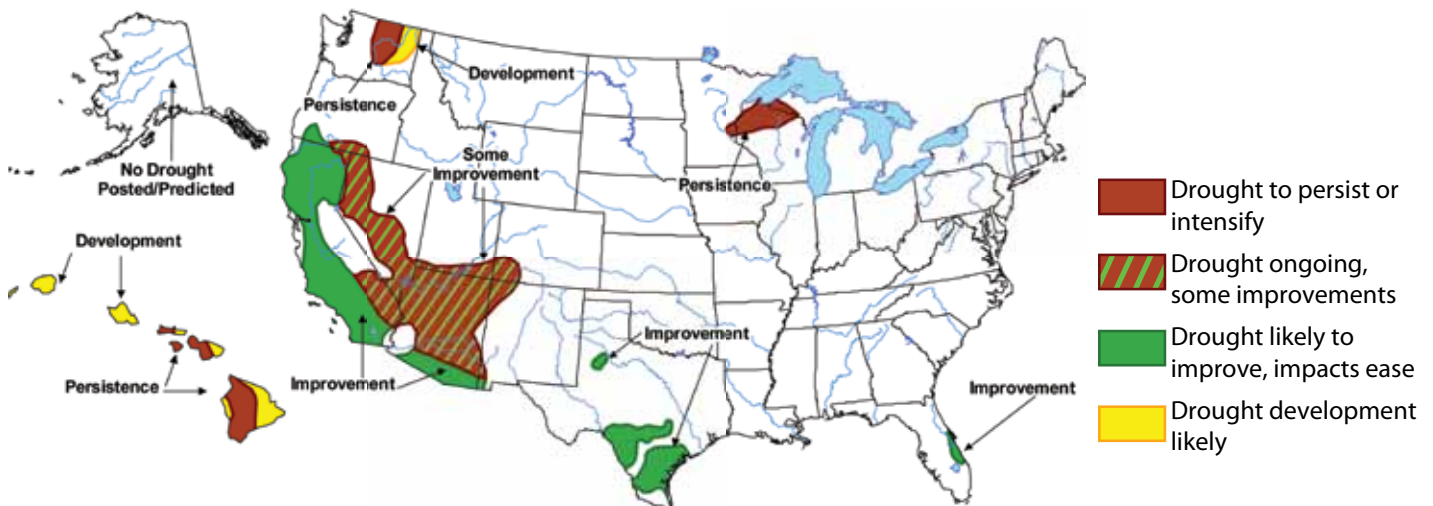 Development
Persistence
No Drought
Posted/Predicted
Some
Improvement
Persistence
Development
Persistence
Improvement
Improvement
Improvement
Drought to persist or
intensify
Drought ongoing,
some improvements
Drought likely to
improve, impacts ease
Drought development
likely